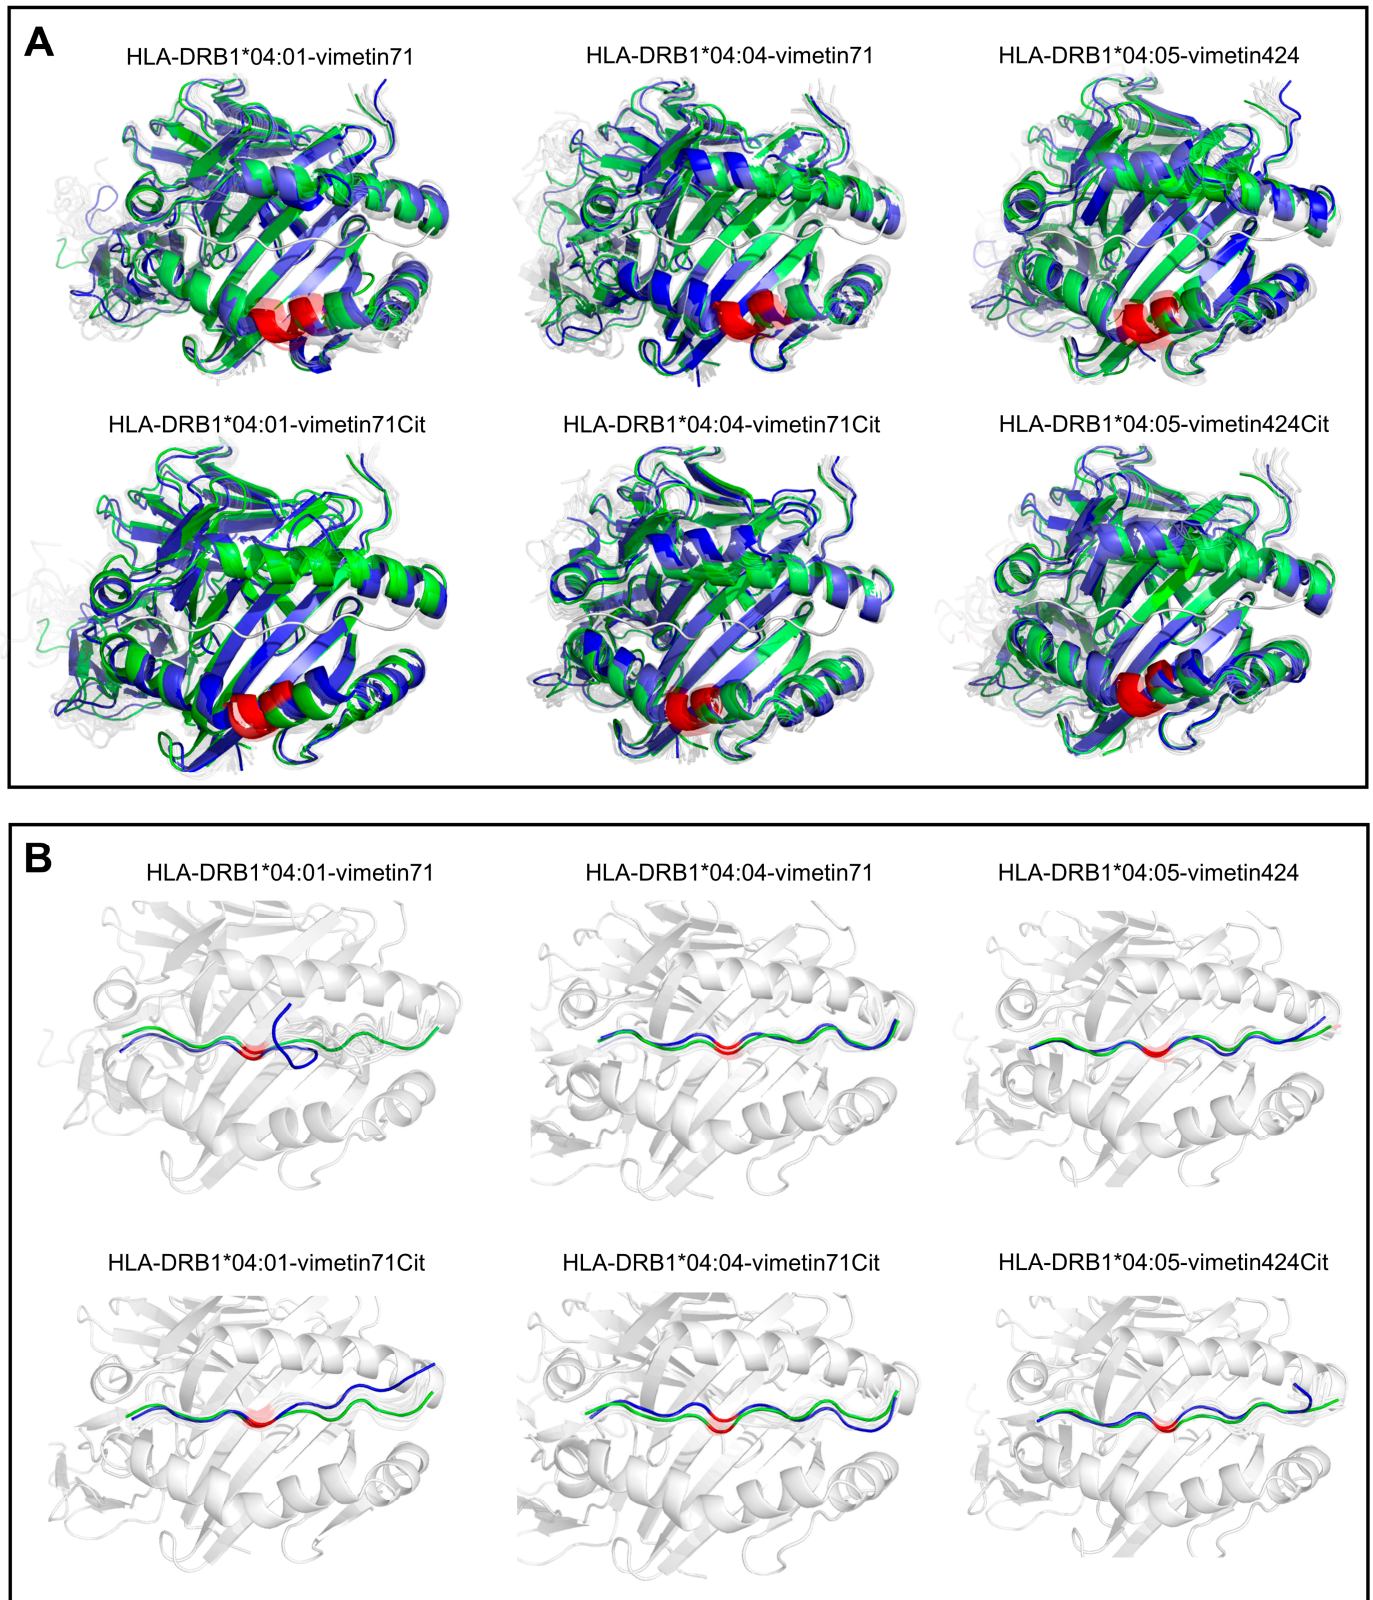 A
HLA-DRB1*04:01-vimetin71
HLA-DRB1*04:04-vimetin71
HLA-DRB1*04:05-vimetin424
HLA-DRB1*04:01-vimetin71Cit
HLA-DRB1*04:04-vimetin71Cit
HLA-DRB1*04:05-vimetin424Cit
B
HLA-DRB1*04:01-vimetin71
HLA-DRB1*04:04-vimetin71
HLA-DRB1*04:05-vimetin424
HLA-DRB1*04:01-vimetin71Cit
HLA-DRB1*04:04-vimetin71Cit
HLA-DRB1*04:05-vimetin424Cit